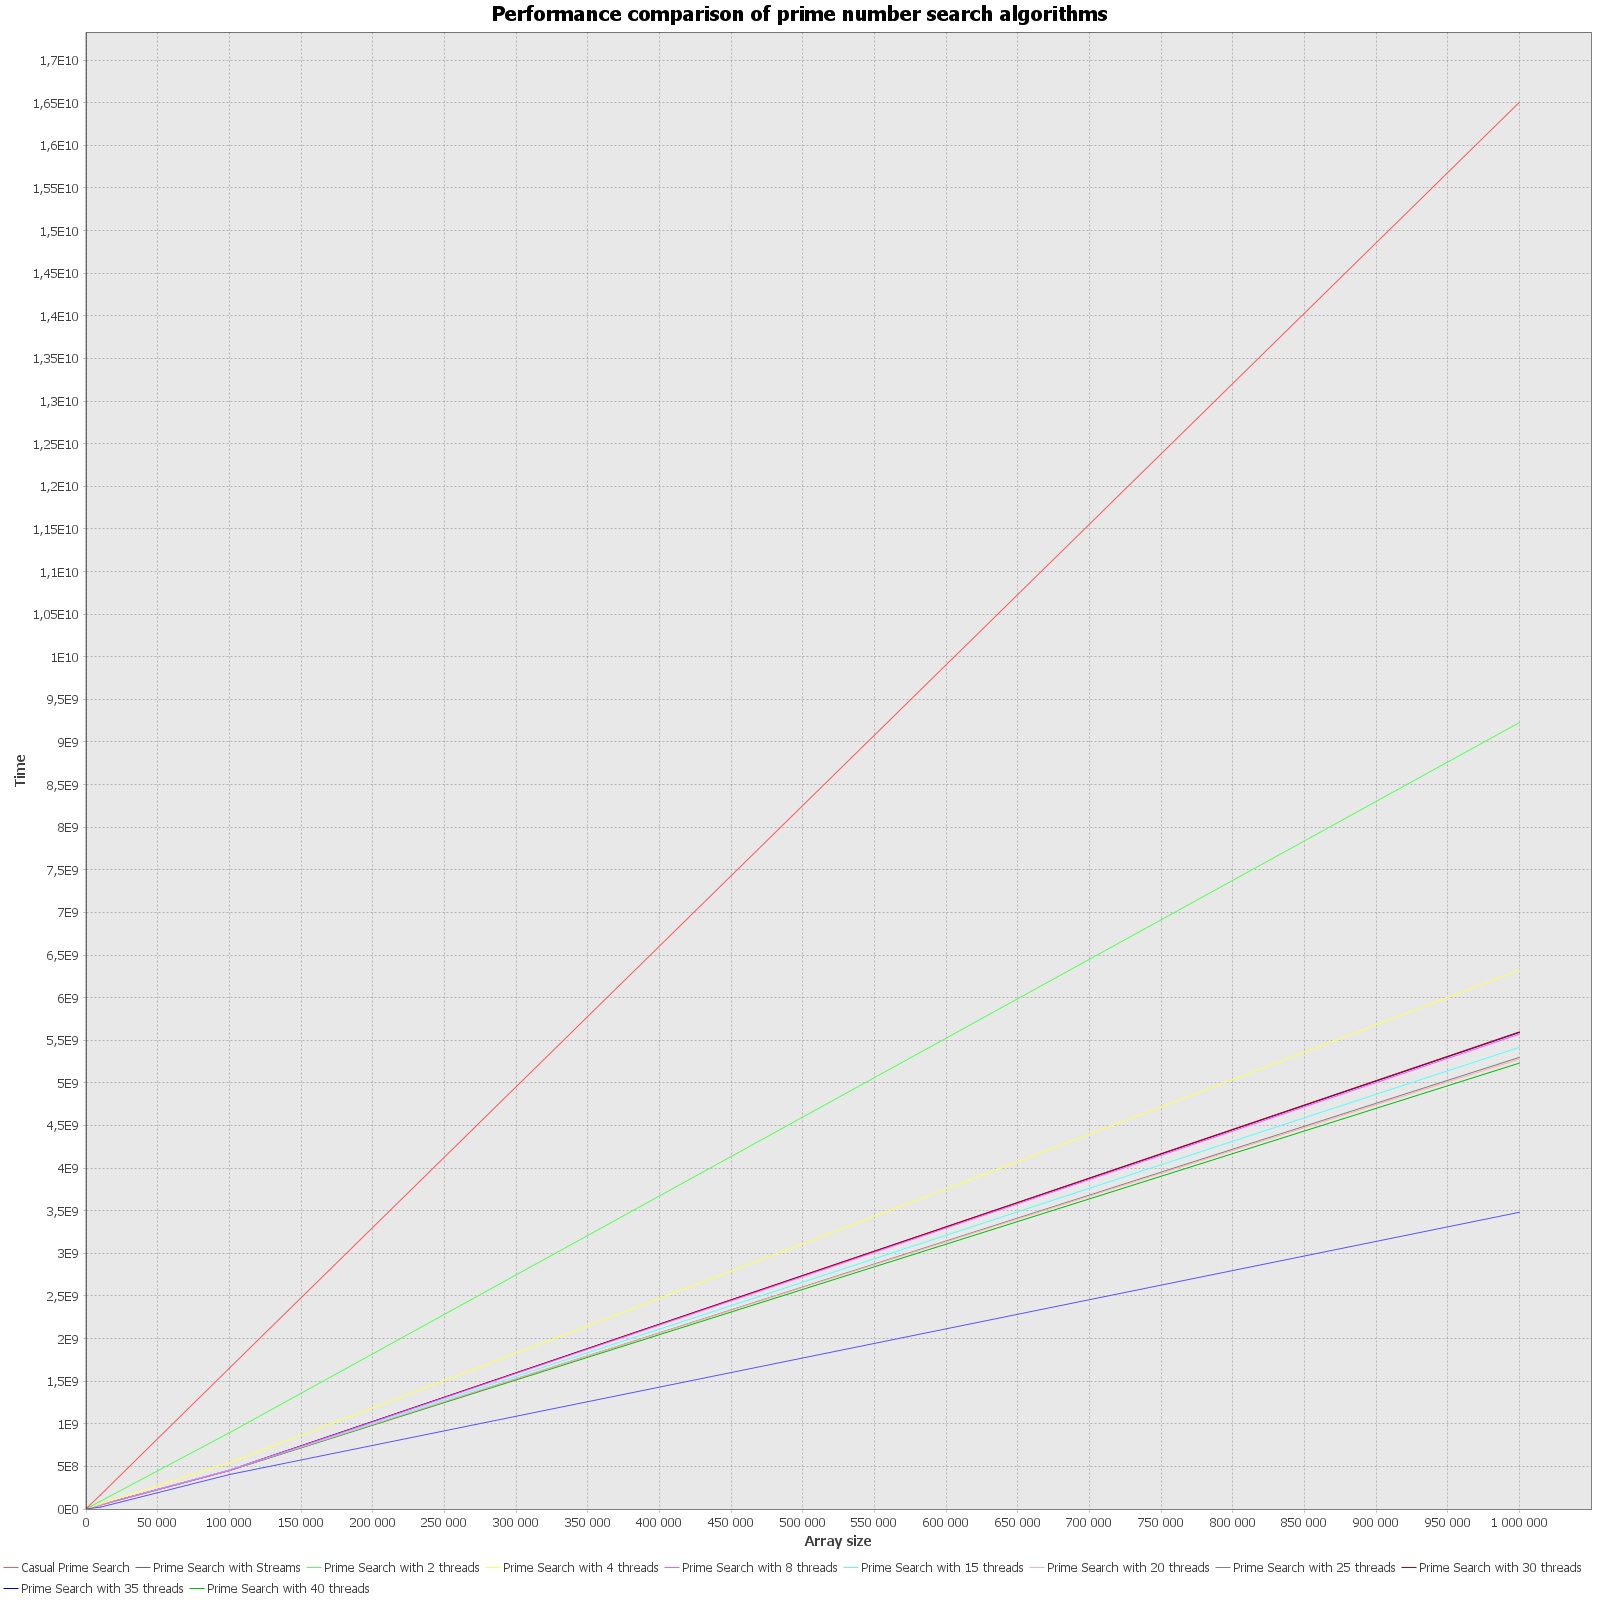 Performance comparison of prime number search algorithms
1,7E10
1,65E10
1,6E10
1,55E10
1,5E10
1,45E10
1,4E10
1,35E10
1,3E10
1,25E10
1,2E10
1,15E10
1,1E10
1,05E10
1E10
9,5E9
9E9
8,5E9
8E9
7,5E9
7E9
6,5E9
6E9
5,5E9
5E9
4,5E9
4E9
3,5E9
3E9
2,5E9
2E9
1,5E9
1E9
5E8
0E0
Time
0 50 000 100 000 150 000 200 000 250 000 300 000 350 000 400 000 450 000 500 000 550 000 600 000 650 000 700 000 750 000 800 000 850 000 900 000 950 000 1 000 000
Array size
Casual Prime Search Prime Search with Streams Prime Search with 2 threads Prime Search with 4 threads Prime Search with 8 threads Prime Search with 15 threads Prime Search with 20 threads Prime Search with 25 threads Prime Search with 30 threads
Prime Search with 35 threads Prime Search with 40 threads